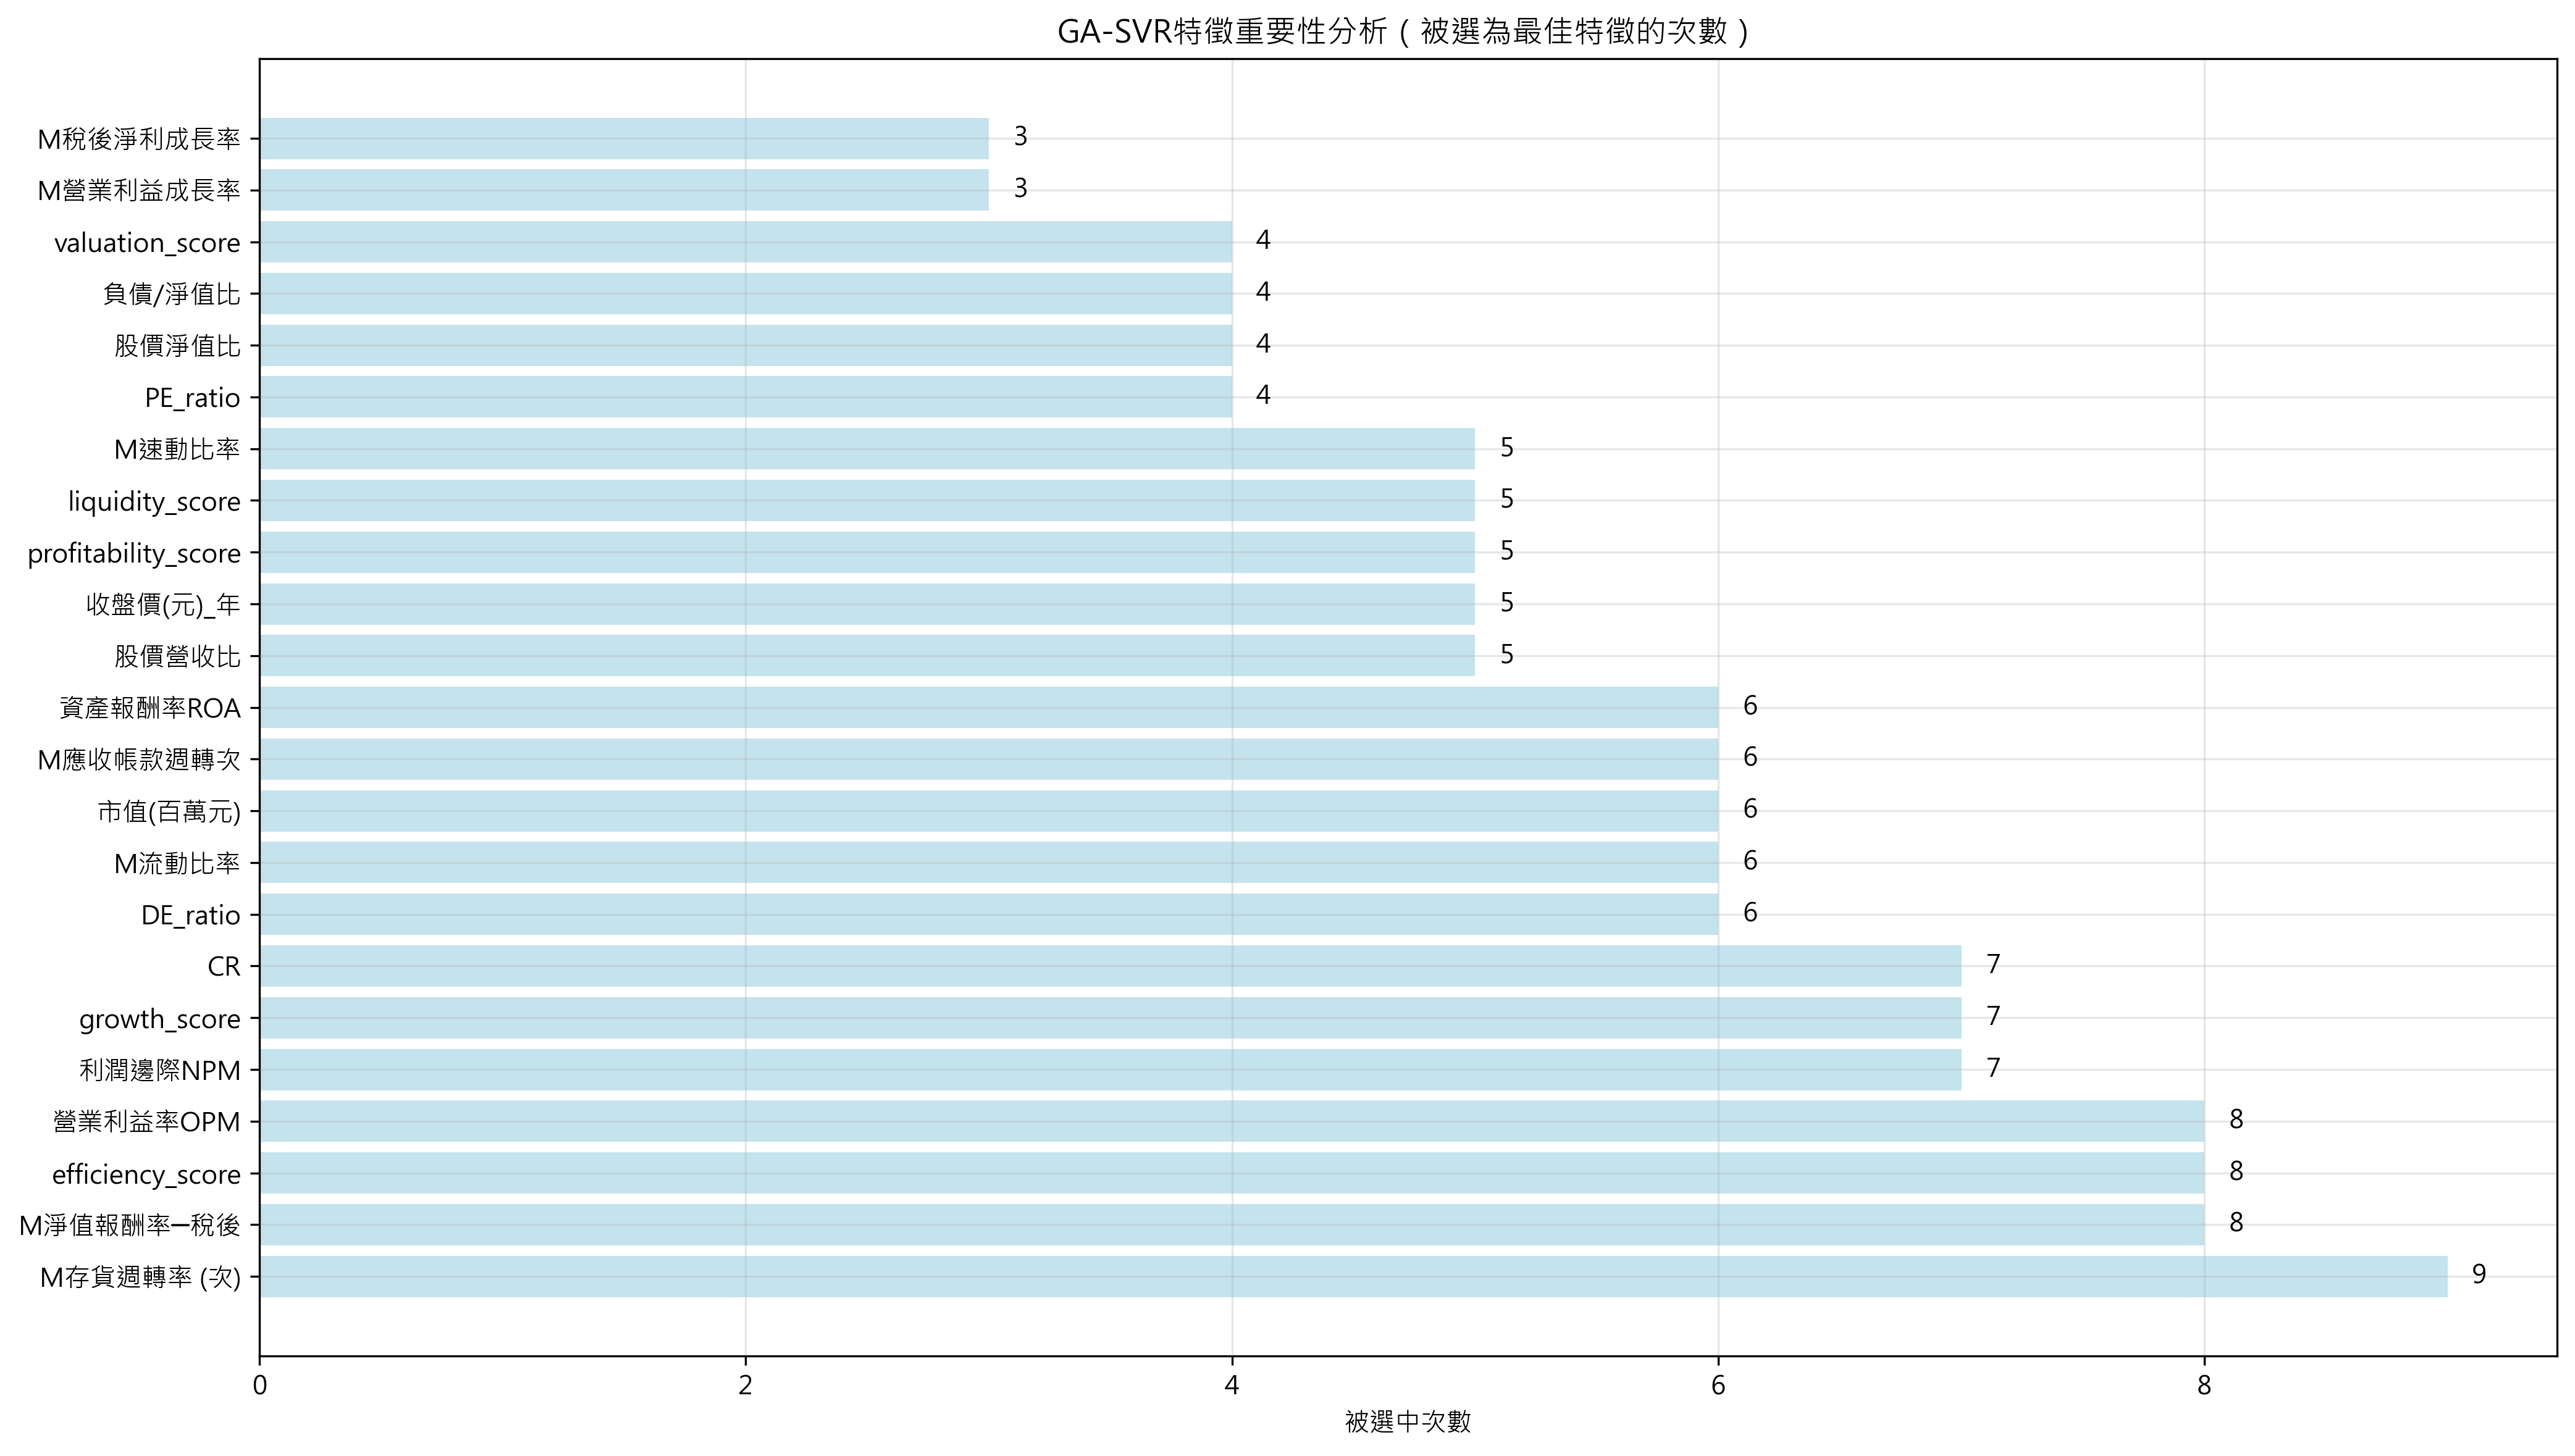 GA-SVR特徵重要性分析（被選為最佳特徵的次數）
M稅後淨利成長率 3
M營業利益成長率 3
valuation_score 4
負債/淨值比 4
股價淨值比 4
PE_ratio 4
M速動比率 5
liquidity_score 5
profitability_score 5
收盤價(元)_年 5
股價營收比 5
資產報酬率ROA 6
M應收帳款週轉次 6
市值(百萬元) 6
M流動比率 6
DE_ratio 6
CR 7
growth_score 7
利潤邊際NPM 7
營業利益率OPM 8
efficiency_score 8
M淨值報酬率─稅後 8
M存貨週轉率 (次) 9
0 2 4 6 8
被選中次數